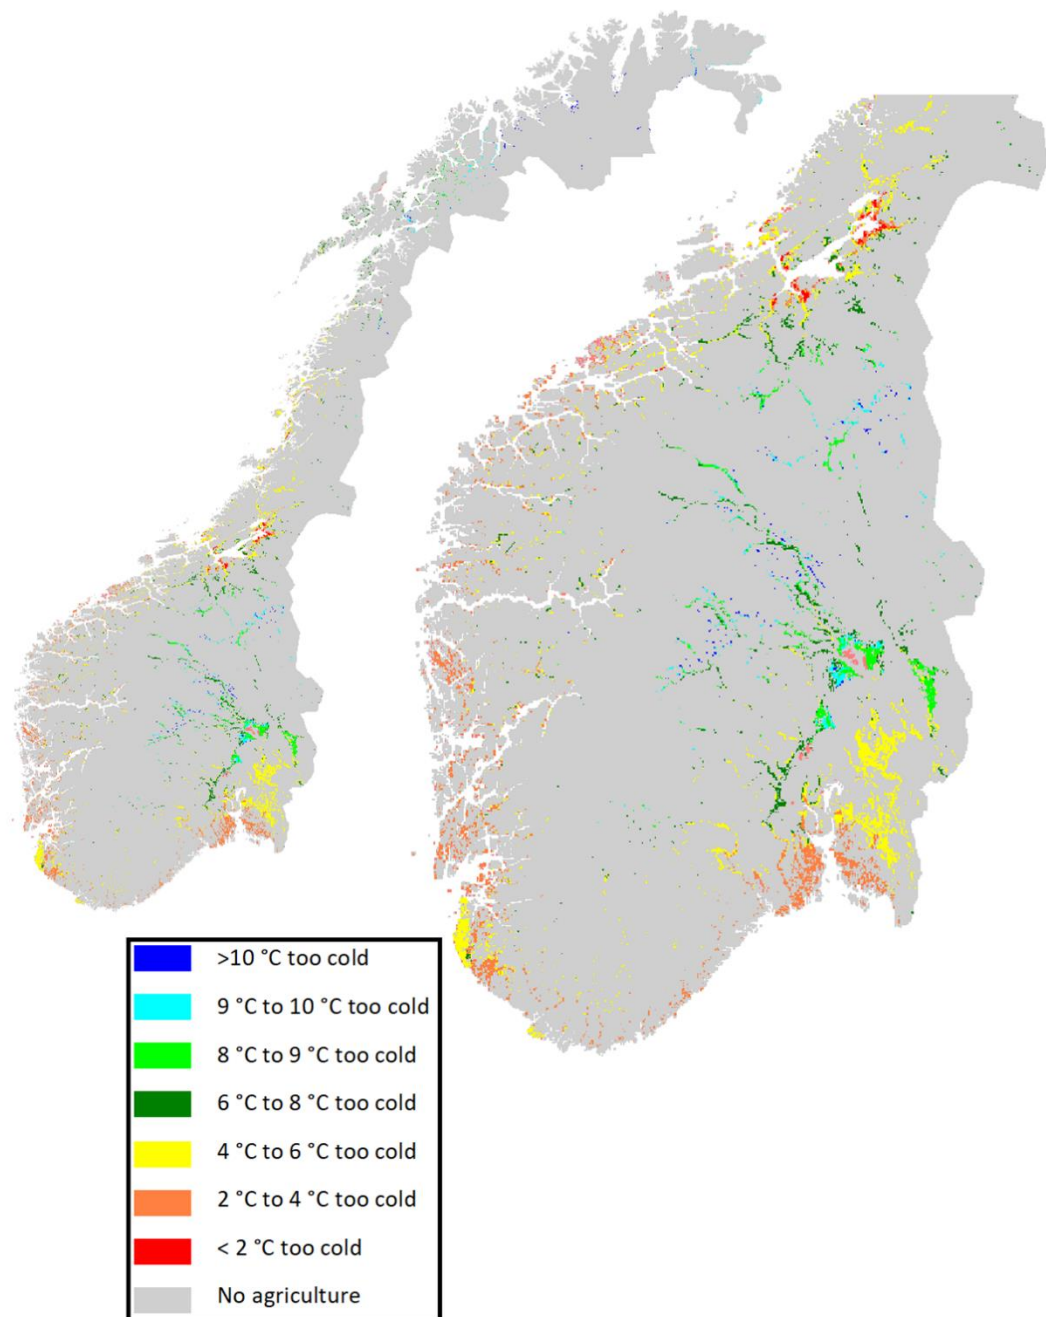 >10 °C too cold
9 °C to 10 °C too cold
8 °C to 9 °C too cold
6 °C to 8 °C too cold
4 °C to 6 °C too cold
2 °C to 4 °C too cold
< 2 °C too cold
No agriculture